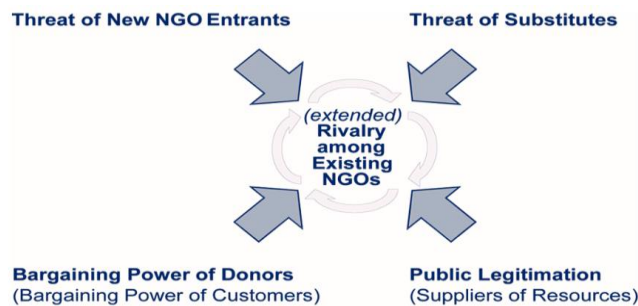 Threat of New NGO Entrants
Threat of Substitutes
(extended)
Rivalry
among
Existing
NGOs
Bargaining Power of Donors
(Bargaining Power of Customers)
Public Legitimation
(Suppliers of Resources)